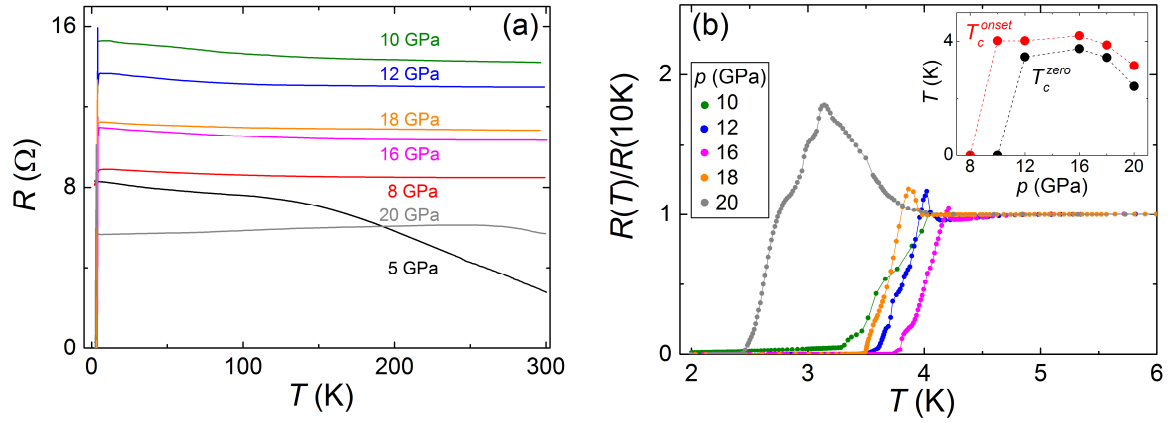 (a)
16
8
0
R (Ω)
10 GPa
12 GPa
18 GPa
16 GPa
8 GPa
20 GPa
5 GPa
0 100 200 300
T (K)
(b)
2
1
0
R(T)/R(10K)
p (GPa)
10
12
16
18
20
T_c^onset
T_c^zero
4
0
T (K)
8 12 16 20
p (GPa)
2 3 4 5 6
T (K)